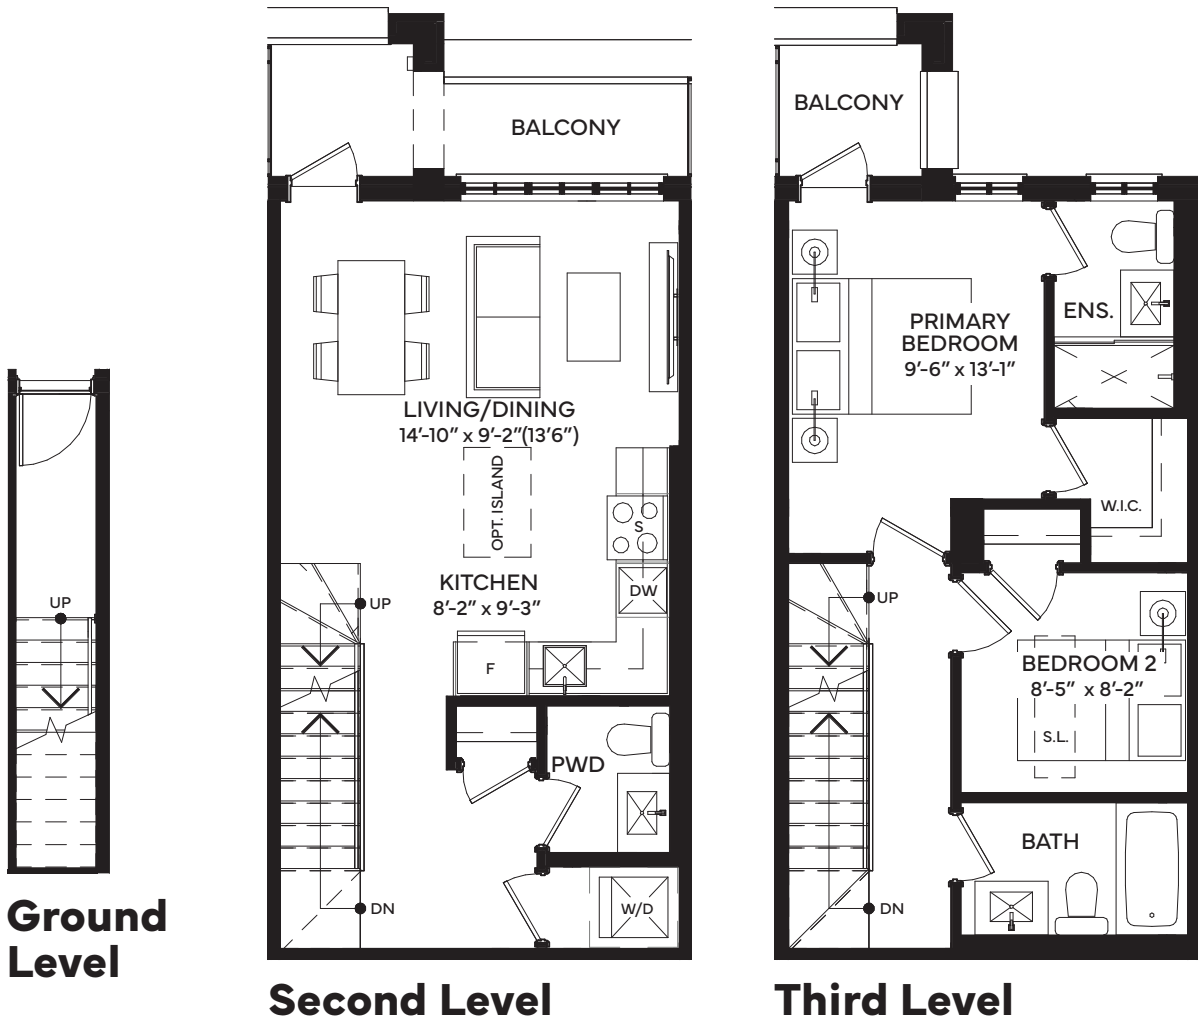 UP
Ground
Level
BALCONY
LIVING/DINING
14'-10" x 9'-2"(13'6")
OPT. ISLAND
S
KITCHEN
8'-2" x 9'-3"
DW
UP
F
PWD
W/D
DN
Second Level
BALCONY
PRIMARY
BEDROOM
9'-6" x 13'-1"
ENS.
W.I.C.
UP
BEDROOM 2
8'-5" x 8'-2"
S.L.
BATH
DN
Third Level